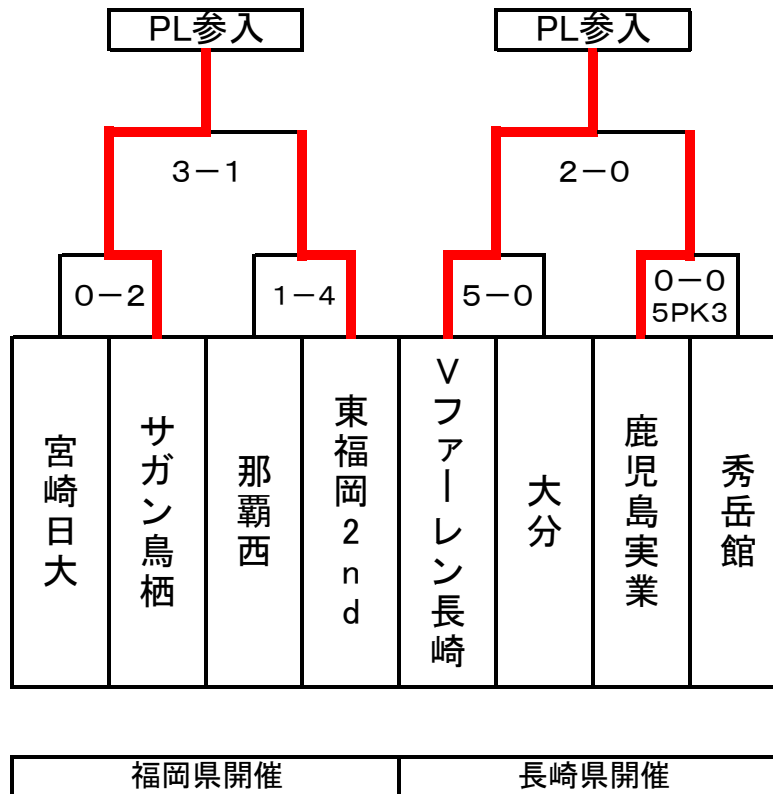 PL参入
PL参入
3－1
2－0
0－2
1－4
5－0
0－0
5PK3
宮崎日大
サガン鳥栖
那覇西
東福岡2nd
Vファーレン長崎
大分
鹿児島実業
秀岳館
福岡県開催
長崎県開催